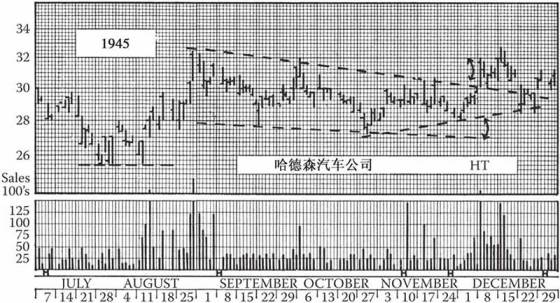 1945
34
32
30
28
26
哈德森汽车公司 HT
Sales
100's
125
100
75
50
25
JULY AUGUST SEPTEMBER OCTOBER NOVEMBER DECEMBER
7 14 21 28 4 11 18 25 1 8 15 22 29 6 13 20 27 3 10 17 24 1 8 15 22 29